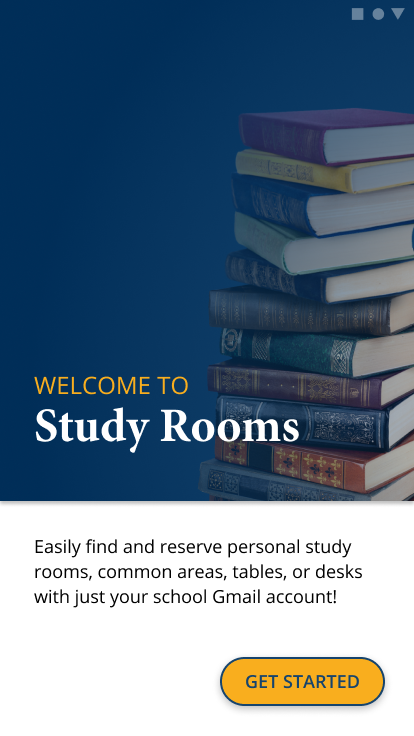 WELCOME TO
Study Rooms
Easily find and reserve personal study
rooms, common areas, tables, or desks
with just your school Gmail account!
GET STARTED